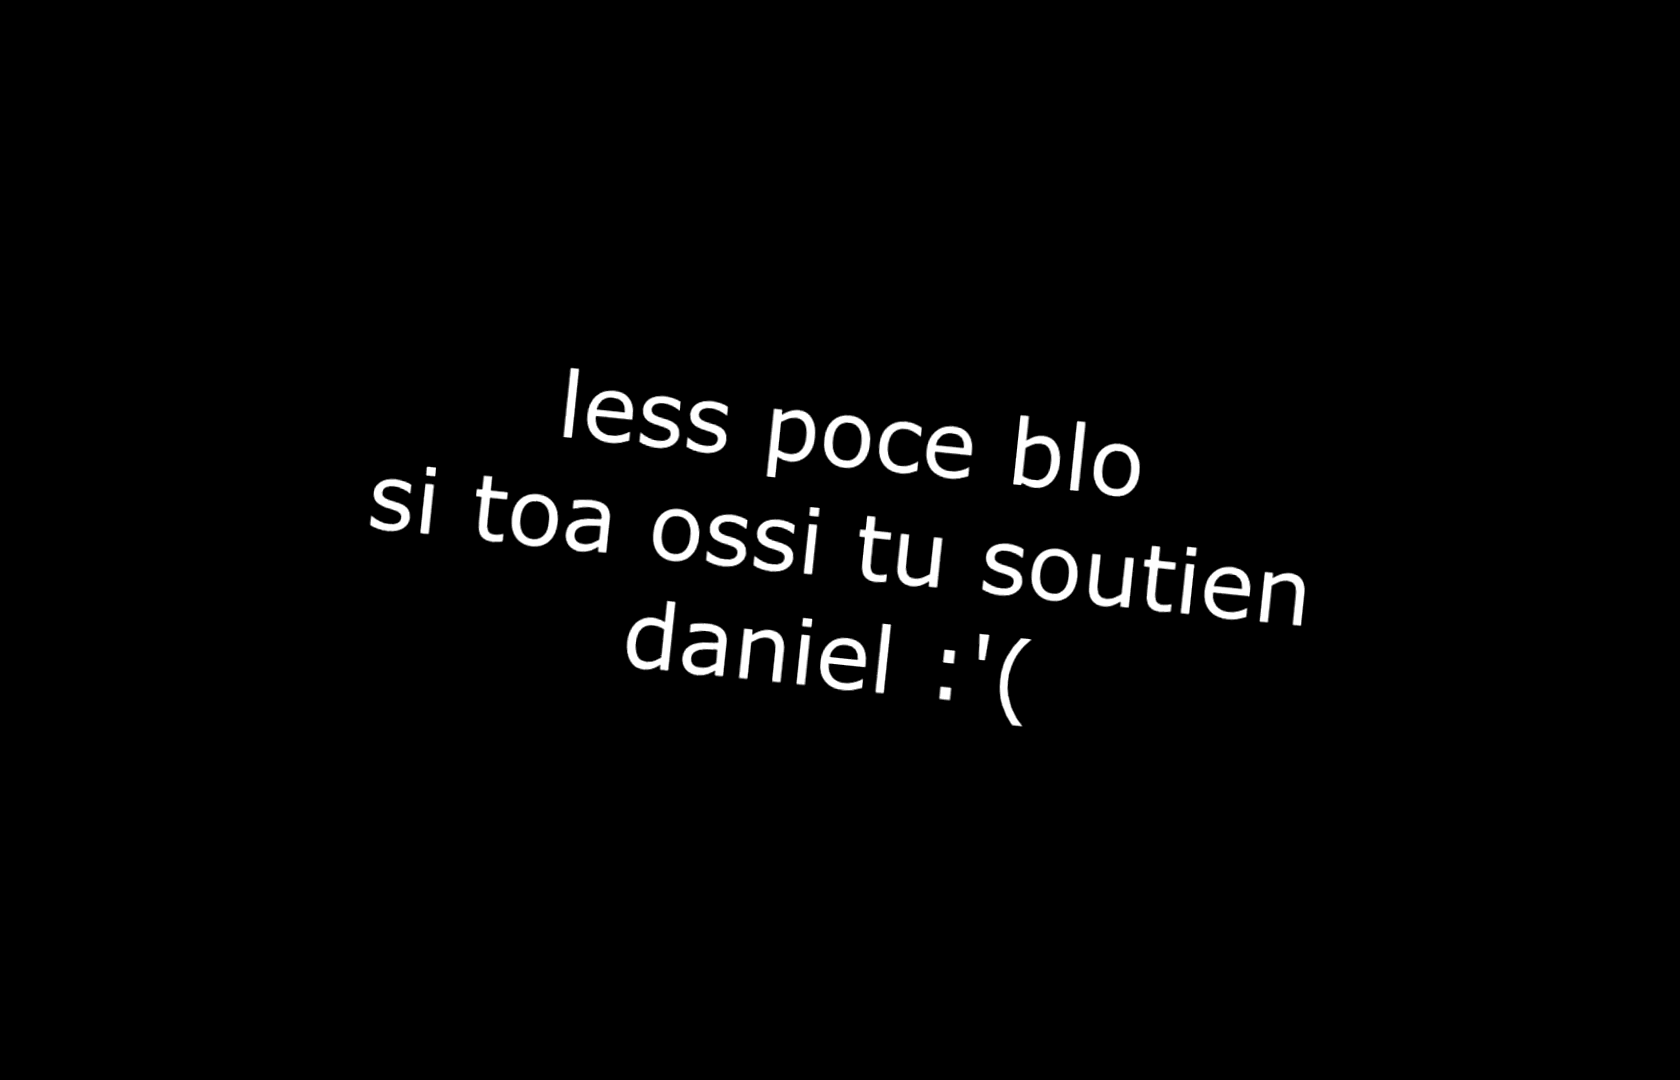 less poce blo
si toa ossi tu soutien
daniel :'(